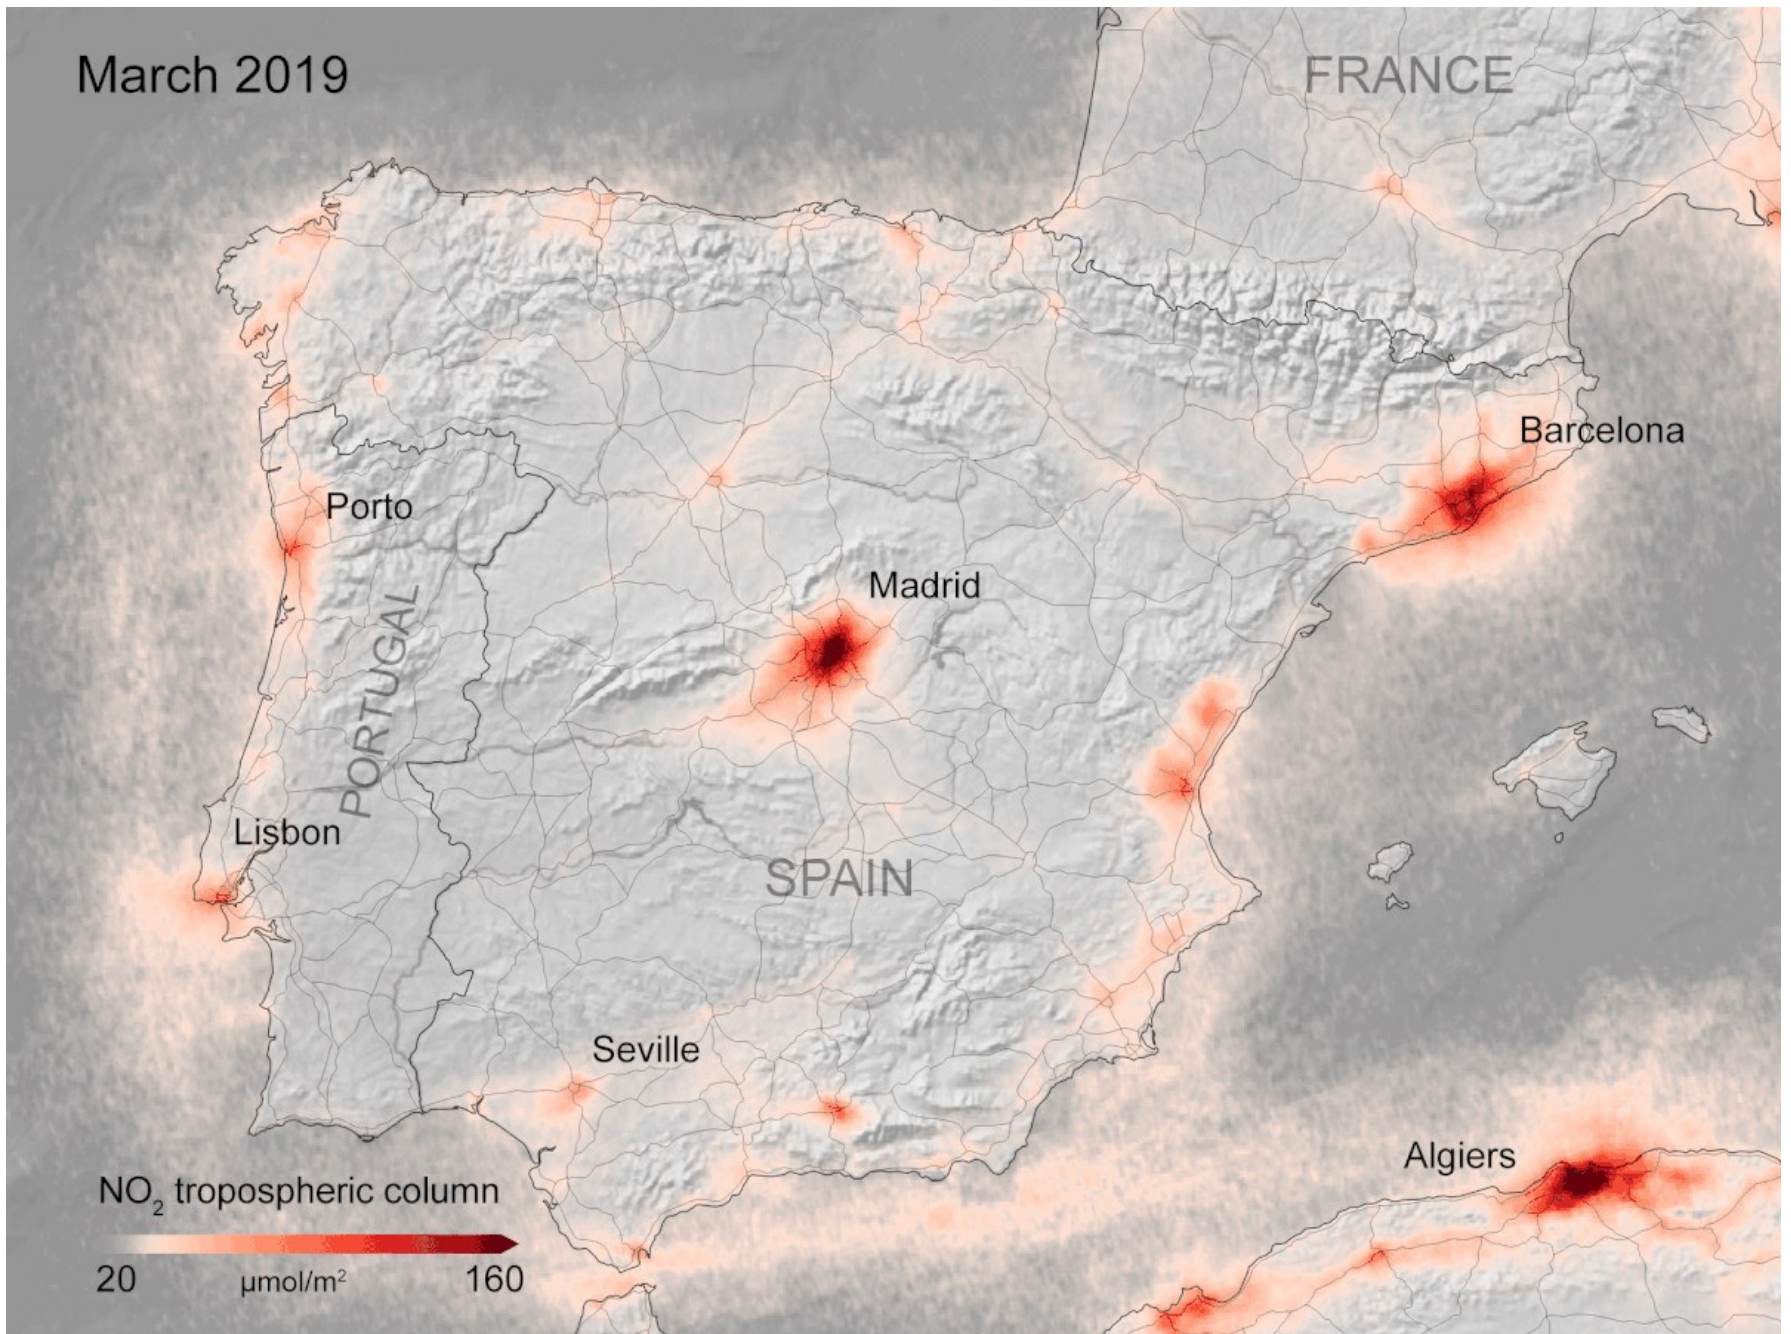 March 2019
FRANCE
Barcelona
Porto
Madrid
PORTUGAL
Lisbon
SPAIN
Seville
Algiers
NO₂ tropospheric column
20 µmol/m² 160